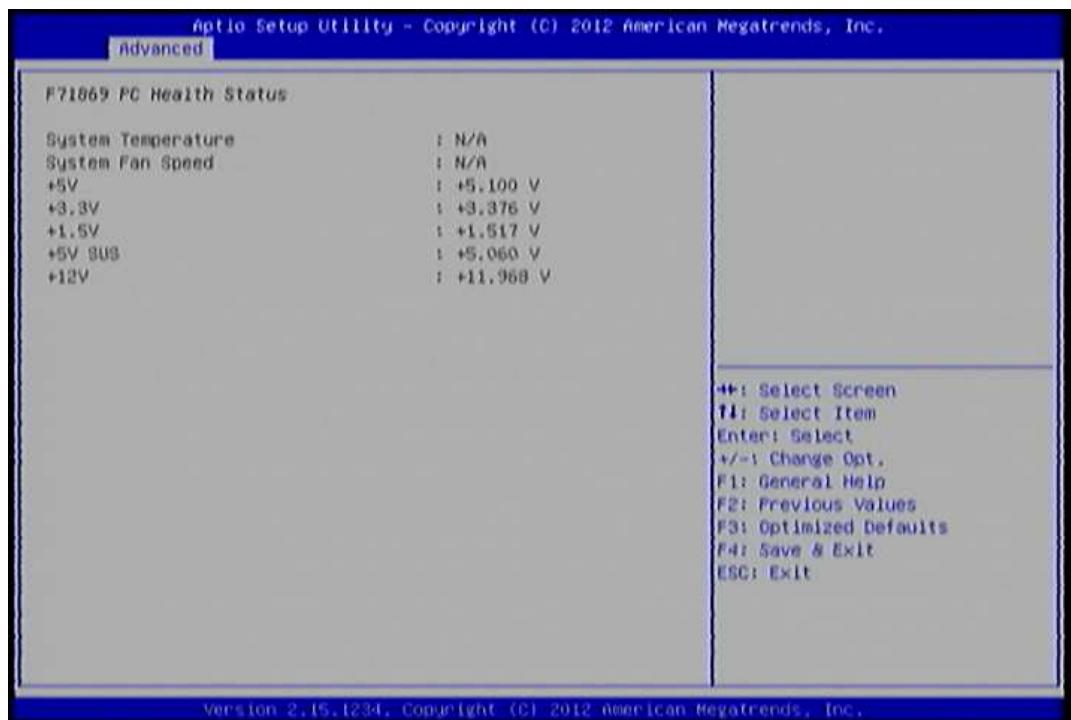 Aptio Setup Utility - Copyright (C) 2012 American Megatrends, Inc.
Advanced
F71869 PC Health Status
System Temperature : N/A
System Fan Speed : N/A
+5V : +5.100 V
+3.3V : +3.376 V
+1.5V : +1.517 V
+5V SUS : +5.060 V
+12V : +11.968 V
→←: Select Screen
↑↓: Select Item
Enter: Select
+/-: Change Opt.
F1: General Help
F2: Previous Values
F3: Optimized Defaults
F4: Save & Exit
ESC: Exit
Version 2.15.1234. Copyright (C) 2012 American Megatrends, Inc.